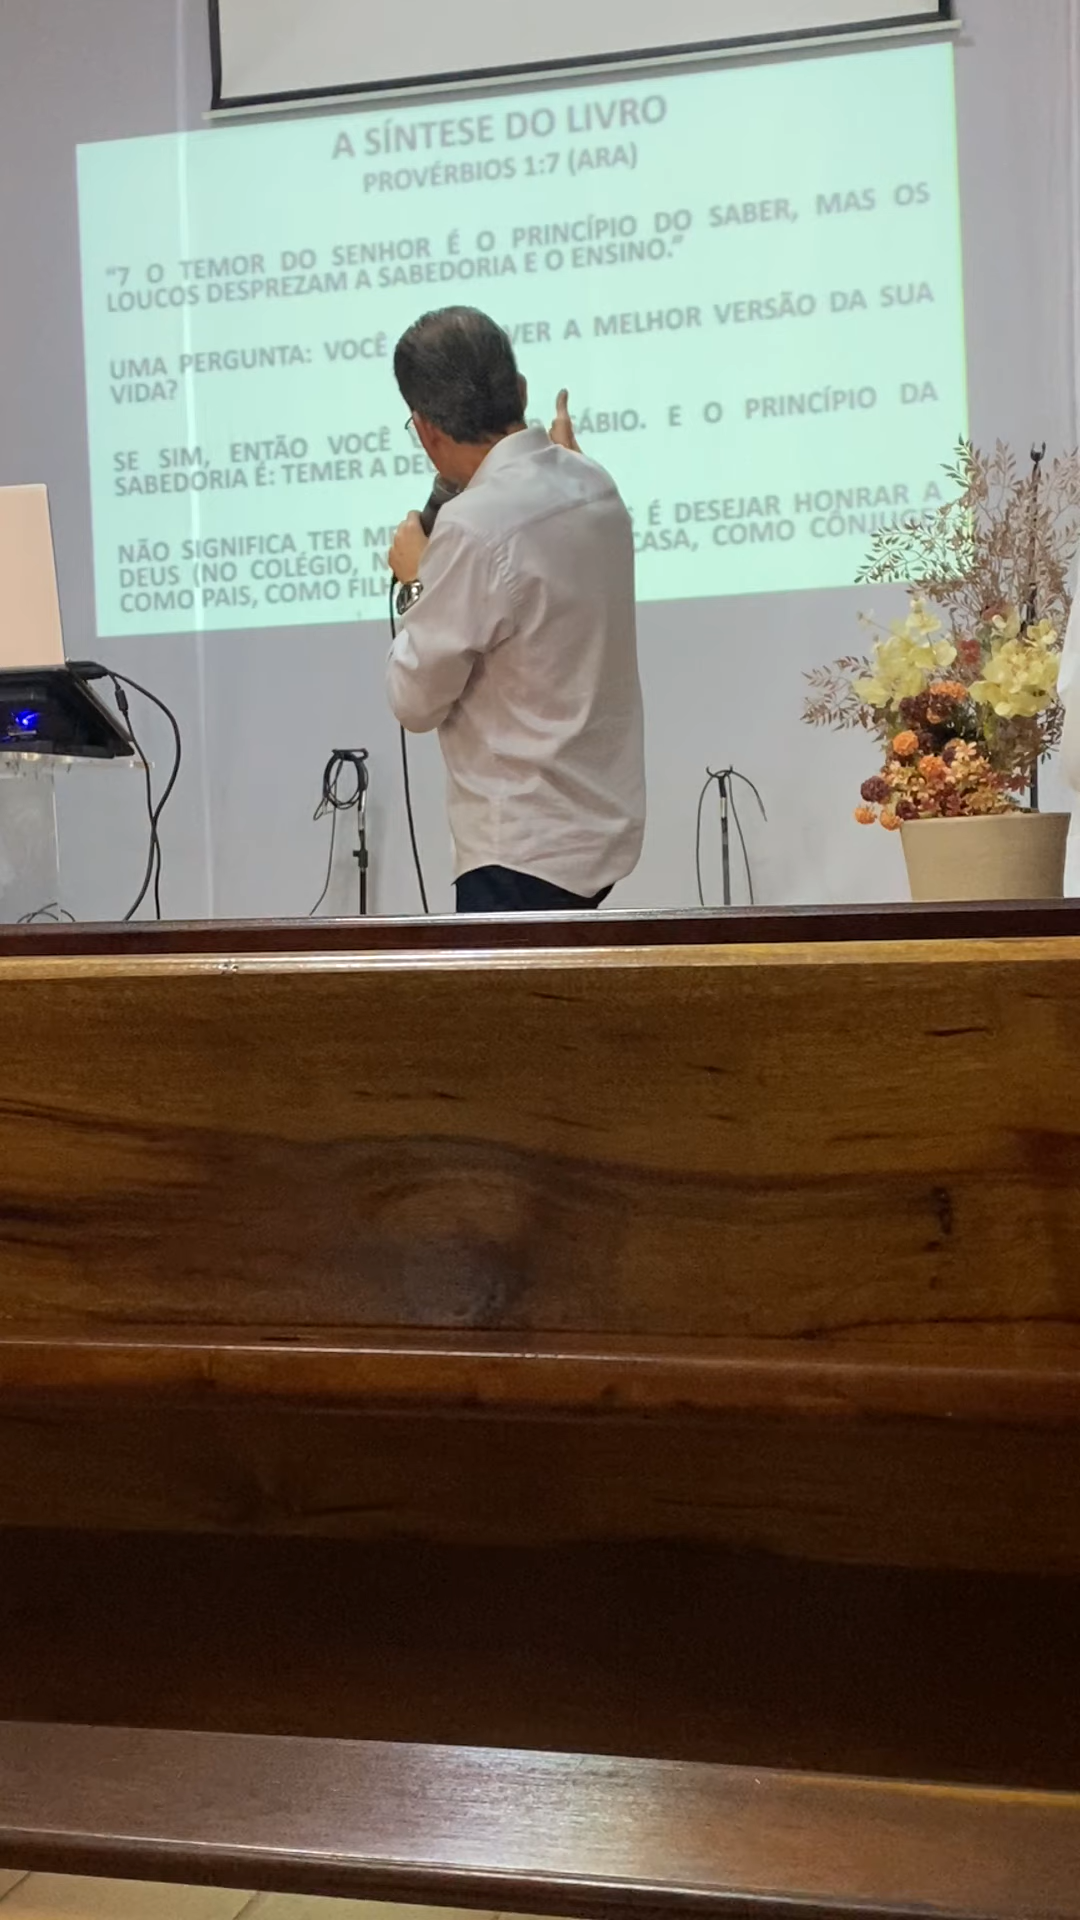 A SÍNTESE DO LIVRO
PROVÉRBIOS 1:7 (ARA)
"7 O TEMOR DO SENHOR É O PRINCÍPIO DO SABER, MAS OS
LOUCOS DESPREZAM A SABEDORIA E O ENSINO."
UMA PERGUNTA: VOCÊ VER A MELHOR VERSÃO DA SUA
VIDA?
SE SIM, ENTÃO VOCÊ SÁBIO. E O PRINCÍPIO DA
SABEDORIA É: TEMER A
NÃO SIGNIFICA TER É DESEJAR HONRAR A
DEUS (NO COLÉGIO, CASA, COMO CÔNJUGE
COMO PAIS, COMO